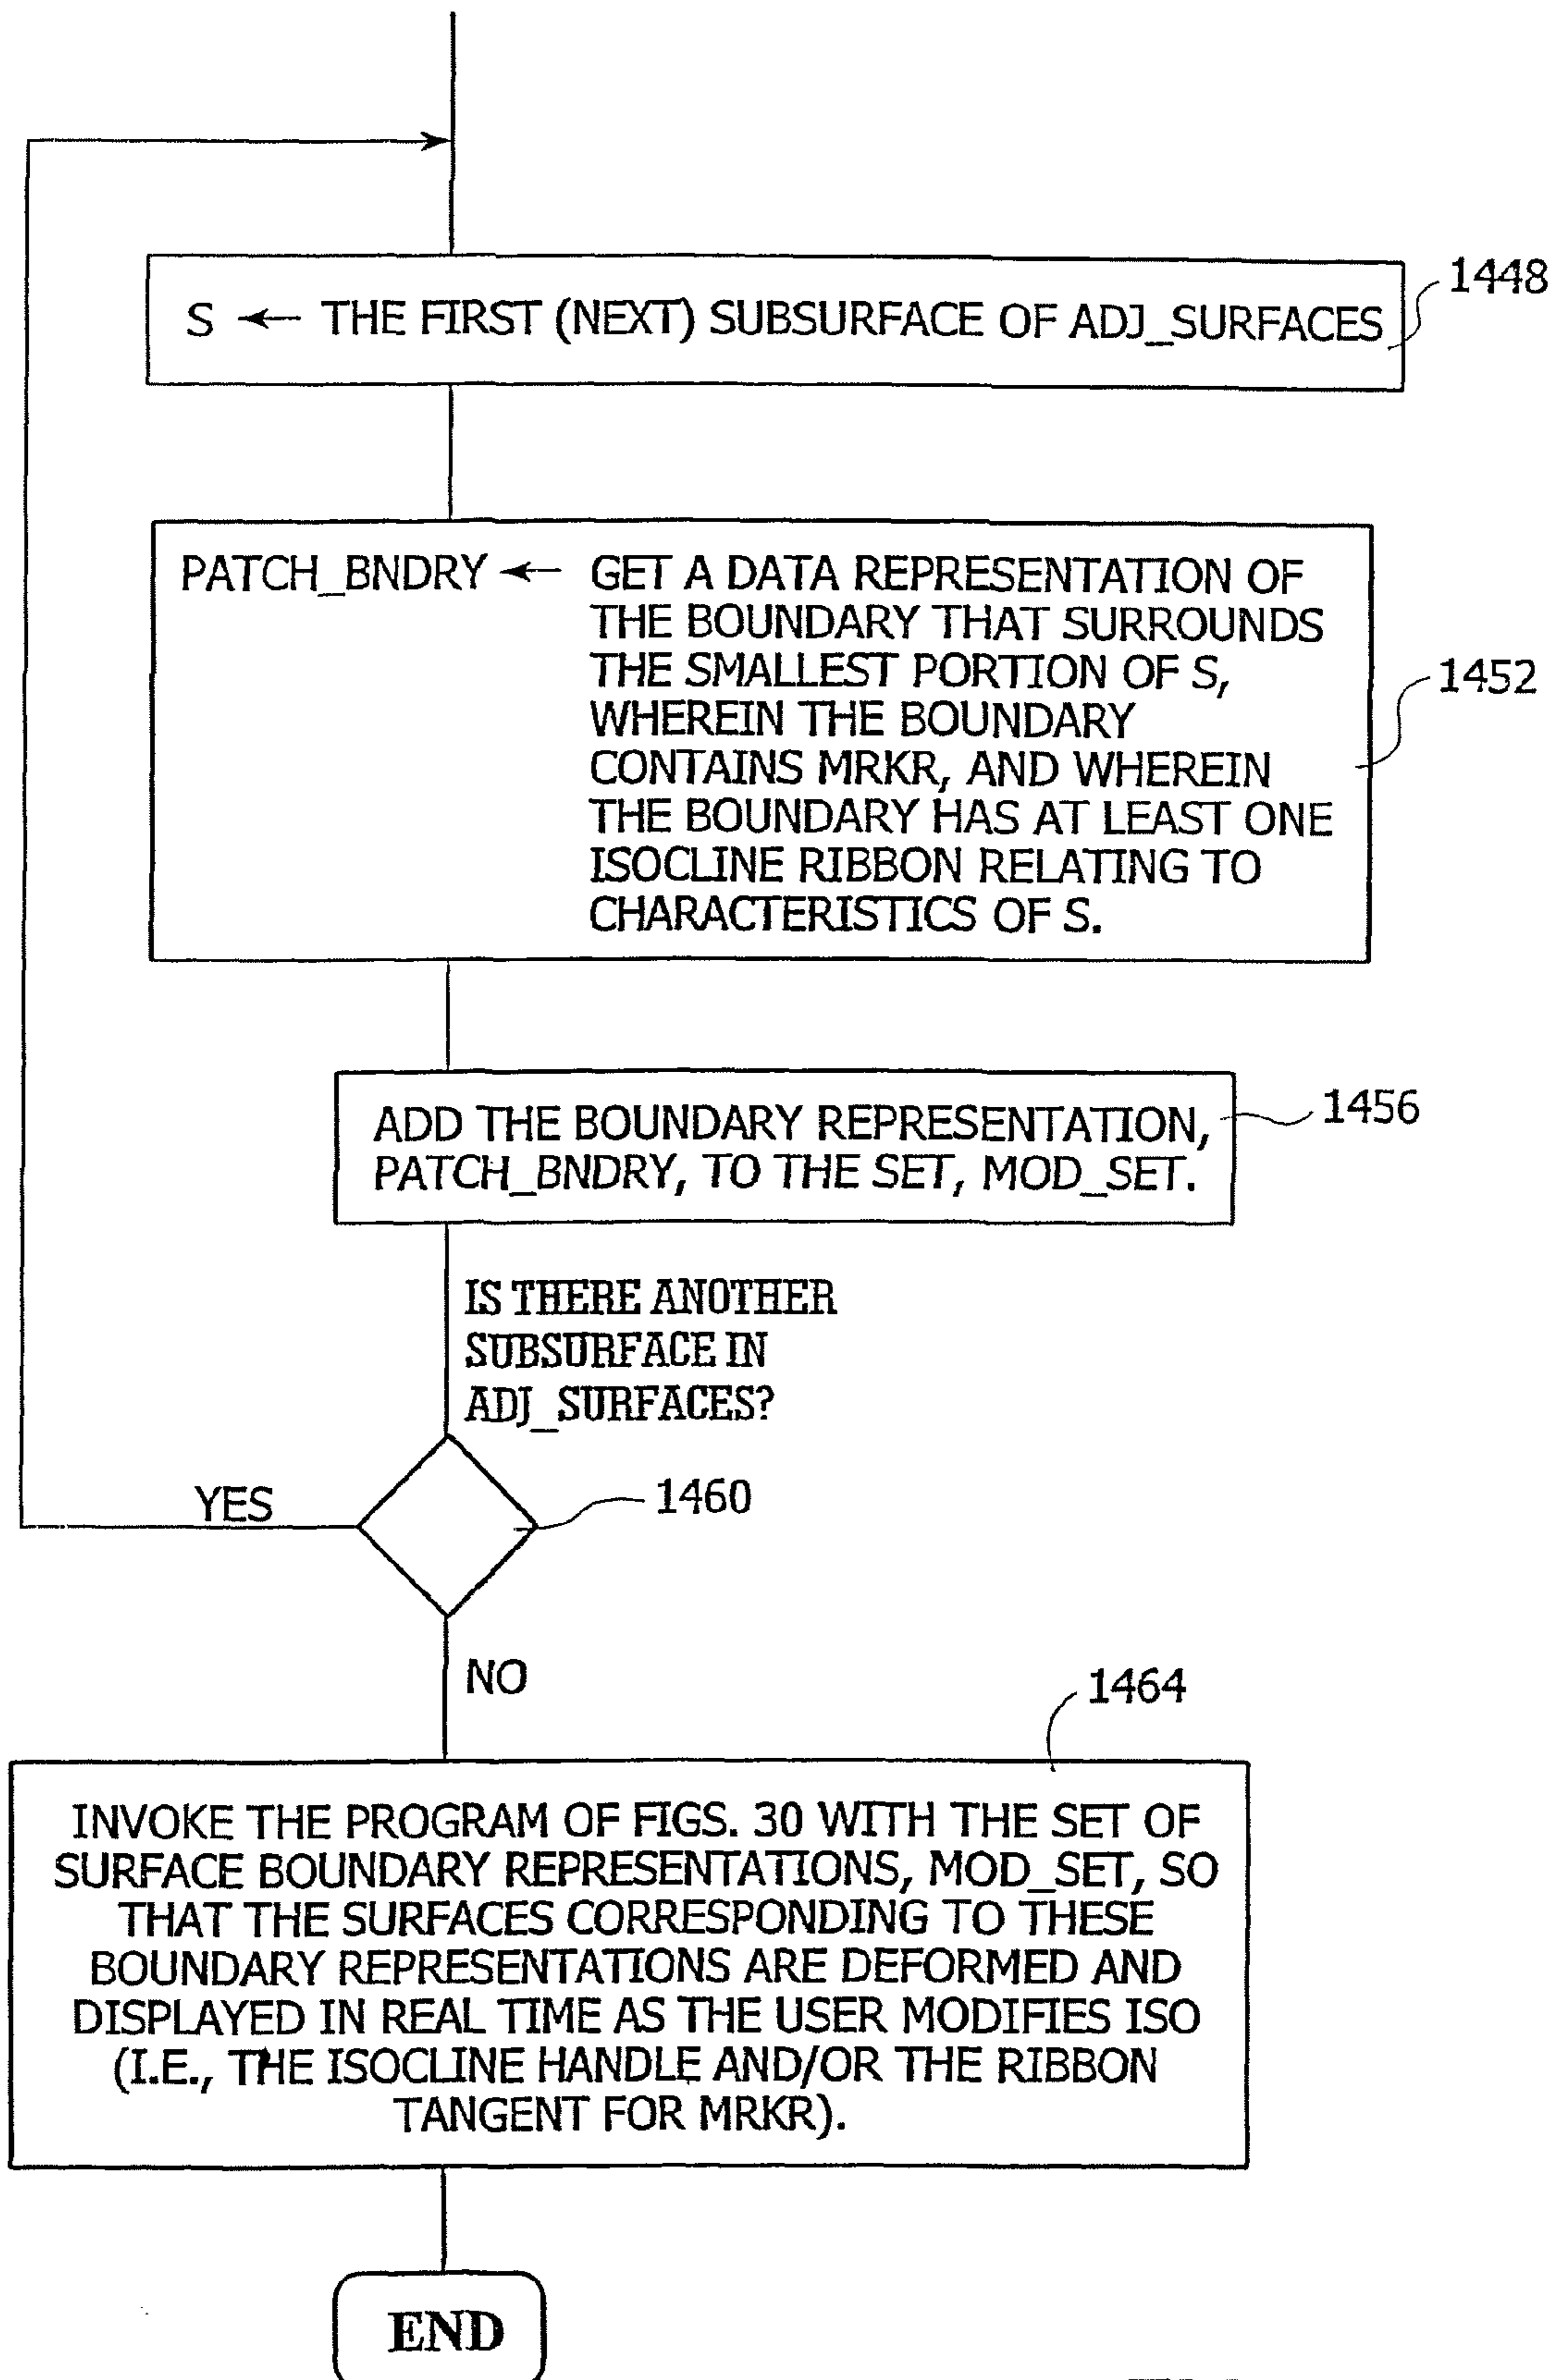 S ← THE FIRST (NEXT) SUBSURFACE OF ADJ_SURFACES
1448
PATCH_BNDRY ← GET A DATA REPRESENTATION OF
THE BOUNDARY THAT SURROUNDS
THE SMALLEST PORTION OF S,
WHEREIN THE BOUNDARY
CONTAINS MRKR, AND WHEREIN
THE BOUNDARY HAS AT LEAST ONE
ISOCLINE RIBBON RELATING TO
CHARACTERISTICS OF S.
1452
ADD THE BOUNDARY REPRESENTATION,
PATCH_BNDRY, TO THE SET, MOD_SET.
1456
IS THERE ANOTHER
SUBSURFACE IN
ADJ_SURFACES?
YES
1460
NO
1464
INVOKE THE PROGRAM OF FIGS. 30 WITH THE SET OF
SURFACE BOUNDARY REPRESENTATIONS, MOD_SET, SO
THAT THE SURFACES CORRESPONDING TO THESE
BOUNDARY REPRESENTATIONS ARE DEFORMED AND
DISPLAYED IN REAL TIME AS THE USER MODIFIES ISO
(I.E., THE ISOCLINE HANDLE AND/OR THE RIBBON
TANGENT FOR MRKR).
END